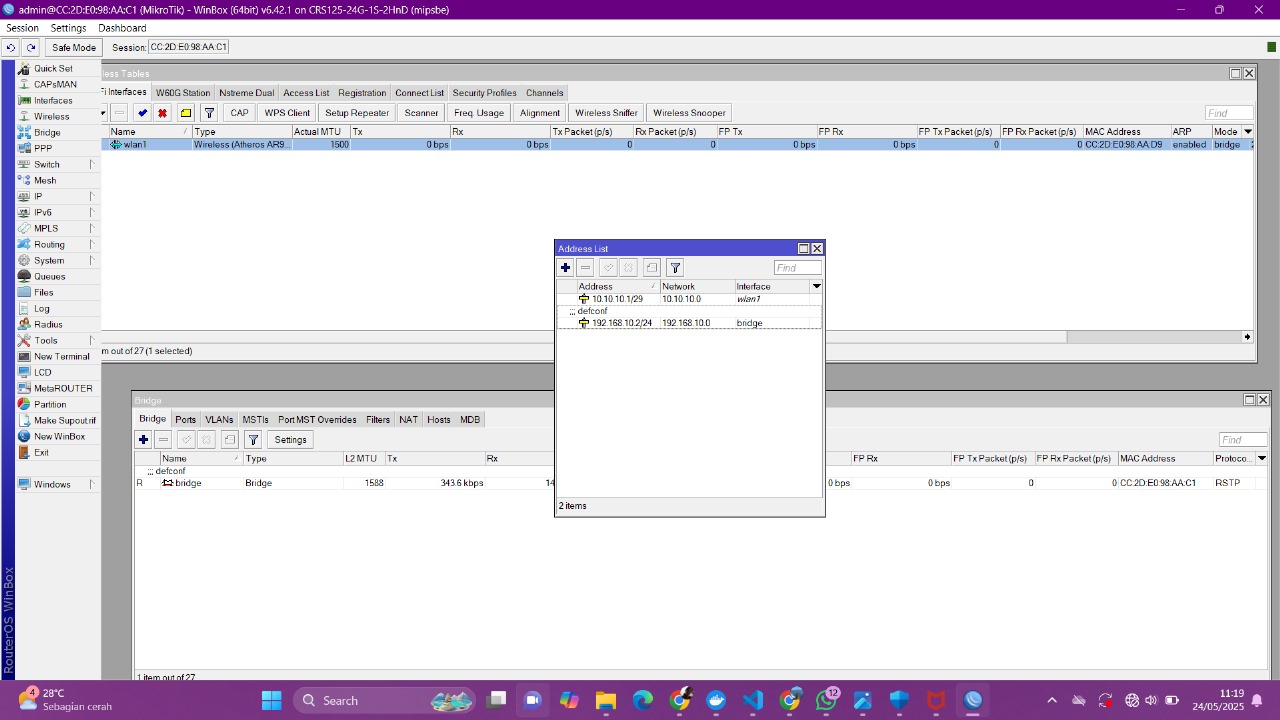 admin@CC:2D:E0:98:AA:C1 (MikroTik) - WinBox (64bit) v6.42.1 on CRS125-24G-1S-2HnD (mipsbe)
Session Settings Dashboard
Safe Mode Session: CC:2D:E0:98:AA:C1
Quick Set
CAPsMAN
Interfaces
Wireless
Bridge
PPP
Switch
Mesh
IP
IPv6
MPLS
Routing
System
Queues
Files
Log
Radius
Tools
New Terminal
LCD
MetaROUTER
Partition
Make Supout.rif
New WinBox
Exit
Windows
RouterOS WinBox
less Tables
Fi Interfaces W60G Station Nstreme Dual Access List Registration Connect List Security Profiles Channels
CAP WPS Client Setup Repeater Scanner Freq. Usage Alignment Wireless Sniffer Wireless Snooper Find
Name Type Actual MTU Tx Rx Tx Packet (p/s) Rx Packet (p/s) FP Tx FP Rx FP Tx Packet (p/s) FP Rx Packet (p/s) MAC Address ARP Mode
wlan1 Wireless (Atheros AR9... 1500 0 bps 0 bps 0 0 0 bps 0 bps 0 0 CC:2D:E0:98:AA:D9 enabled bridge 2
m out of 27 (1 selected)
Address List
Find
Address Network Interface
10.10.10.1/29 10.10.10.0 wlan1
;;; defconf
192.168.10.2/24 192.168.10.0 bridge
2 items
Bridge
Bridge Ports VLANs MSTIs Port MST Overrides Filters NAT Hosts MDB
Settings Find
Name Type L2 MTU Tx Rx FP Rx FP Tx Packet (p/s) FP Rx Packet (p/s) MAC Address Protoco...
;;; defconf
R bridge Bridge 1588 343.6 kbps 14 0 bps 0 bps 0 0 CC:2D:E0:98:AA:C1 RSTP
1 item out of 27
4 28°C
Sebagian cerah
Search
12
11:19
24/05/2025